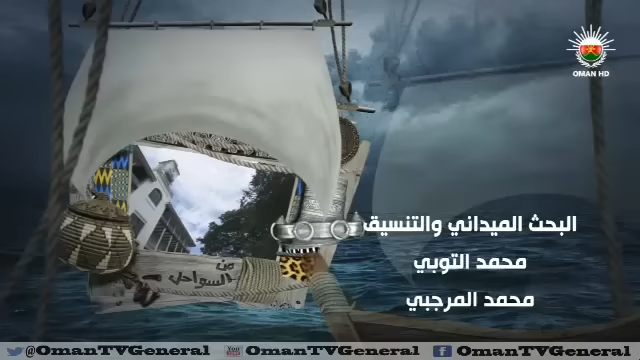 OMAN HD
البحث الميداني والتنسيق
محمد التوبي
محمد المرجبي
من السواحل
@OmanTVGeneral OmanTVGeneral OmanTVGeneral